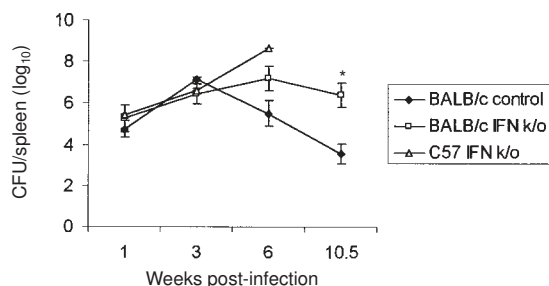 10
8
6
4
2
0
CFU/spleen (log10)
*
1 3 6 10.5
Weeks post-infection
BALB/c control
BALB/c IFN k/o
C57 IFN k/o